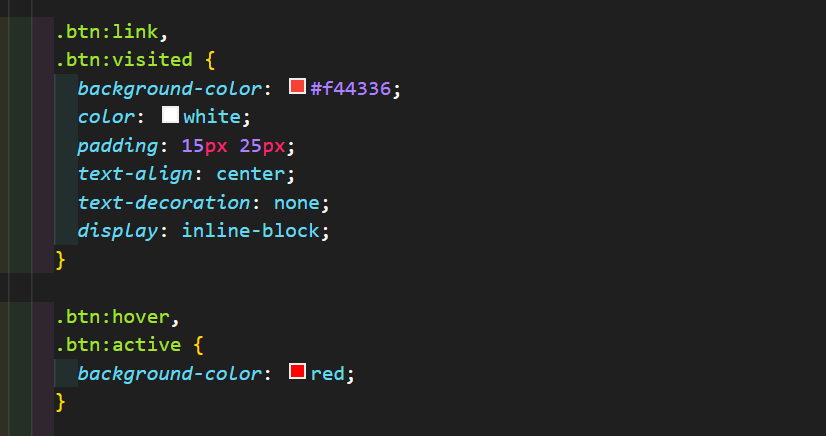 .btn:link,
.btn:visited {
background-color: #f44336;
color: white;
padding: 15px 25px;
text-align: center;
text-decoration: none;
display: inline-block;
}
.btn:hover,
.btn:active {
background-color: red;
}